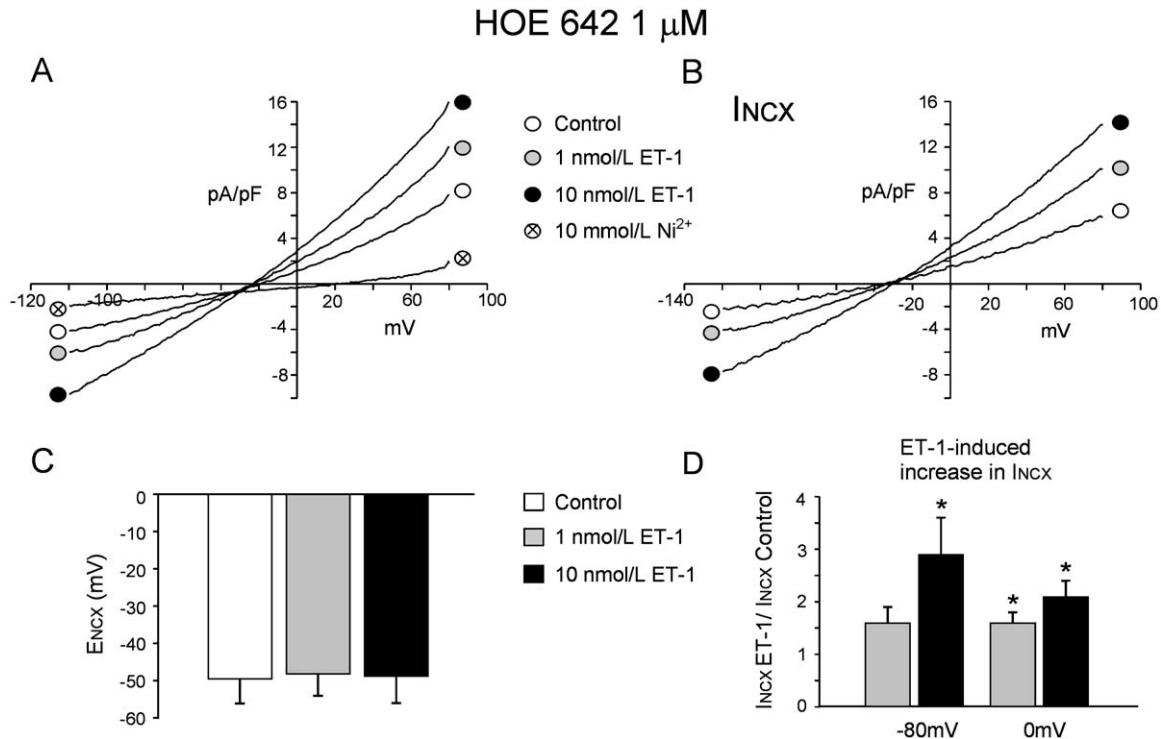 HOE 642 1 μM
A
16
12
pA/pF
8
4
-120
-100
20
60
100
mV
-4
-8
Control
1 nmol/L ET-1
10 nmol/L ET-1
10 mmol/L Ni2+
B
INCX
16
12
pA/pF
8
4
-140
-20
20
60
100
mV
-4
-8
C
0
-10
-20
-30
-40
-50
-60
ENCX (mV)
Control
1 nmol/L ET-1
10 nmol/L ET-1
D
ET-1-induced
increase in INCX
INCX ET-1/ INCX Control
4
3
2
1
0
*
*
*
-80mV
0mV